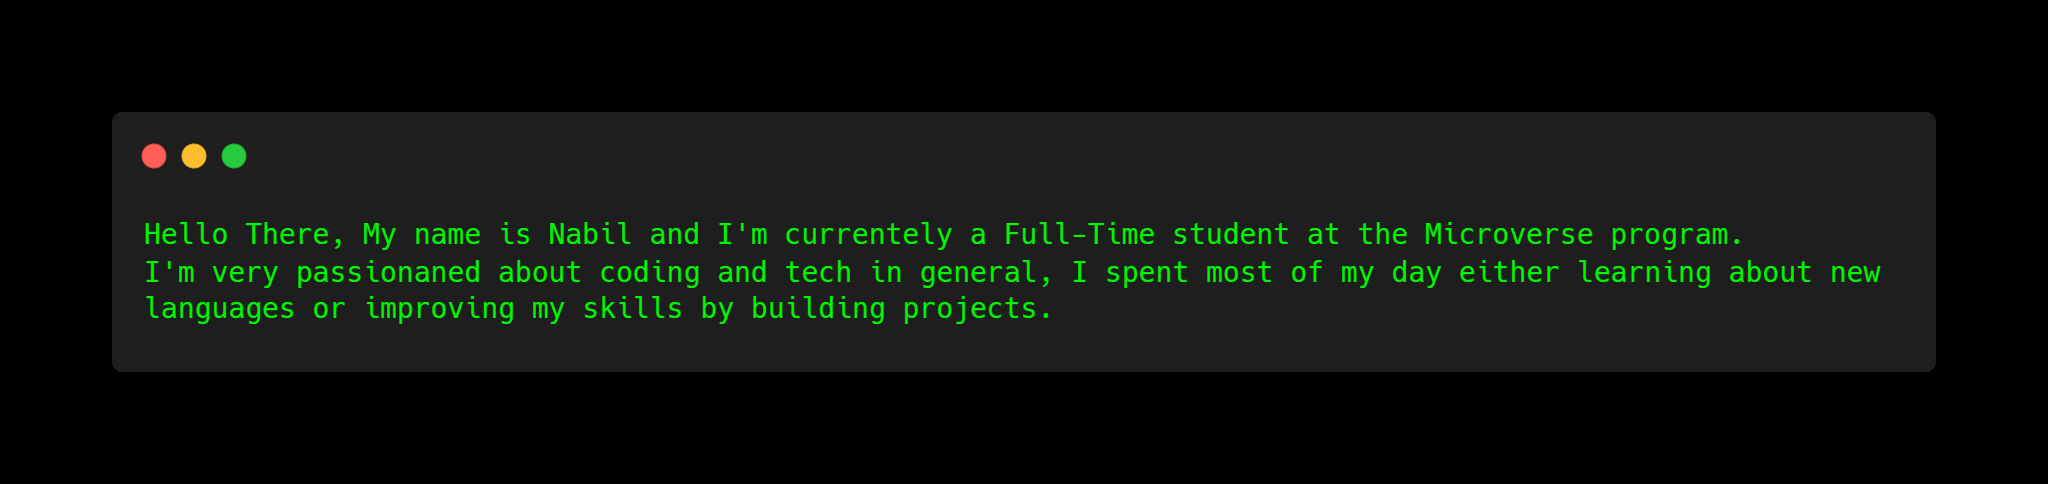 Hello There, My name is Nabil and I'm currentely a Full-Time student at the Microverse program.
I'm very passionaned about coding and tech in general, I spent most of my day either learning about new
languages or improving my skills by building projects.